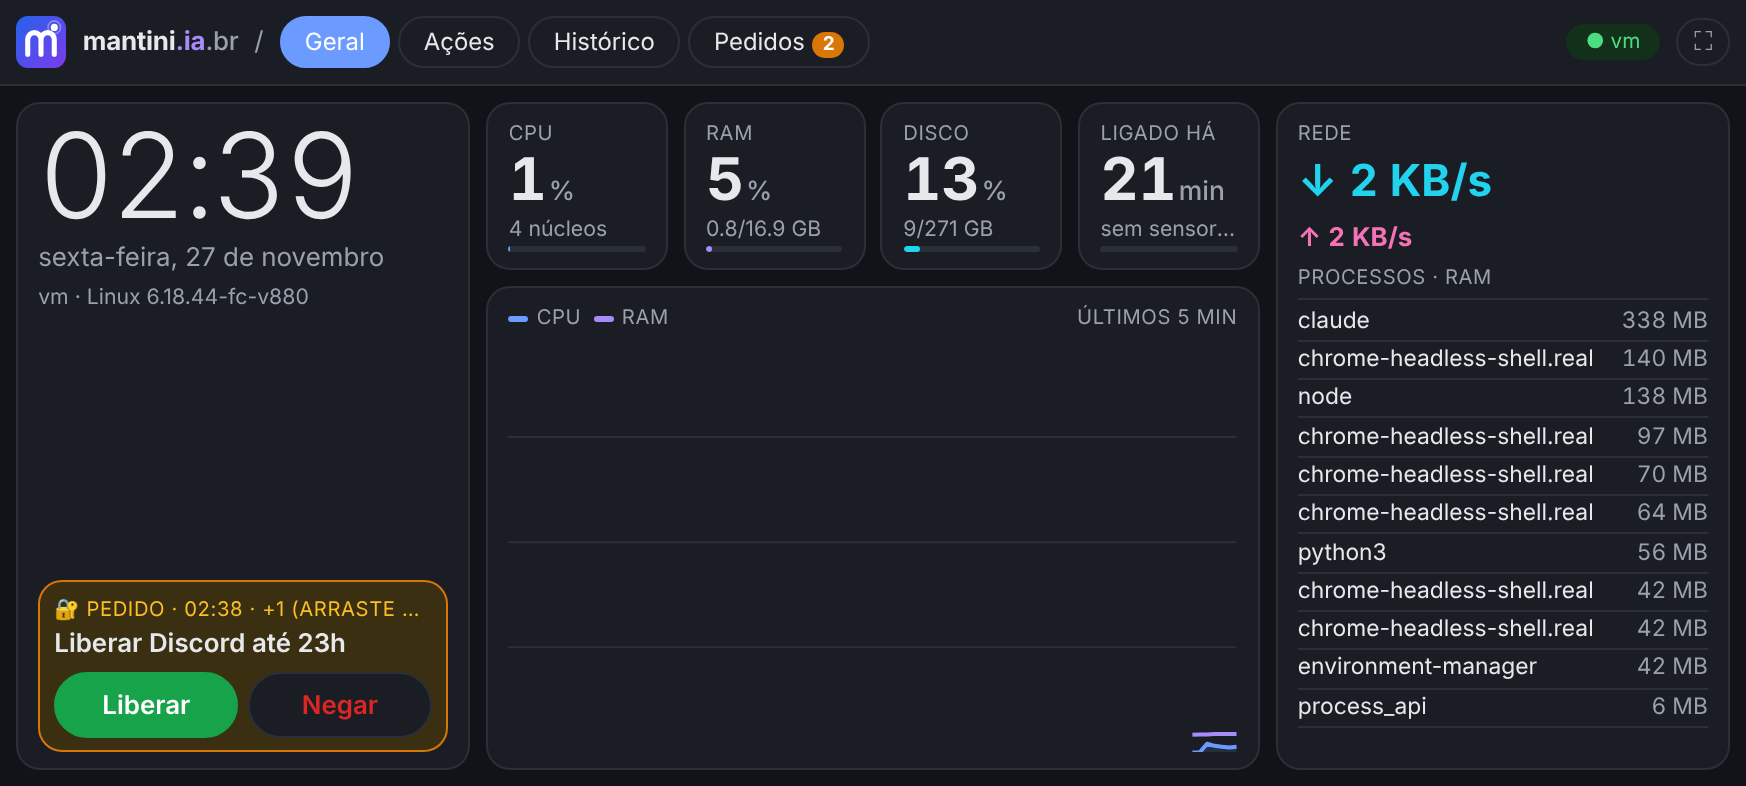 m mantini.ia.br / Geral Ações Histórico Pedidos 2 vm
02:39
sexta-feira, 27 de novembro
vm · Linux 6.18.44-fc-v880
🔐 PEDIDO · 02:38 · +1 (ARRASTE ...
Liberar Discord até 23h
Liberar Negar
CPU
1%
4 núcleos
RAM
5%
0.8/16.9 GB
DISCO
13%
9/271 GB
LIGADO HÁ
21min
sem sensor...
CPU RAM ÚLTIMOS 5 MIN
REDE
↓ 2 KB/s
↑ 2 KB/s
PROCESSOS · RAM
claude 338 MB
chrome-headless-shell.real 140 MB
node 138 MB
chrome-headless-shell.real 97 MB
chrome-headless-shell.real 70 MB
chrome-headless-shell.real 64 MB
python3 56 MB
chrome-headless-shell.real 42 MB
chrome-headless-shell.real 42 MB
environment-manager 42 MB
process_api 6 MB